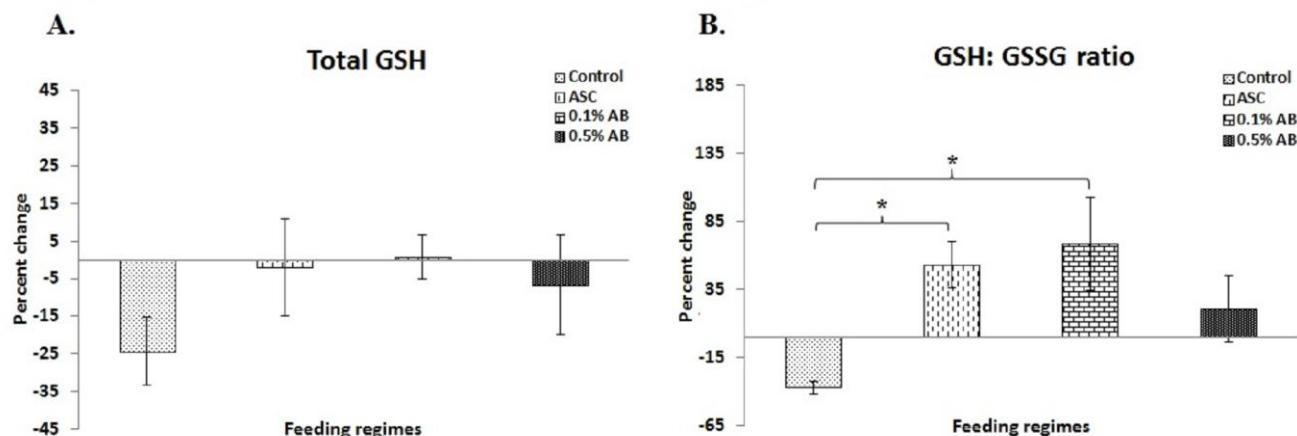 A.
Total GSH
Control
ASC
0.1% AB
0.5% AB
45
35
25
15
5
-5
-15
-25
-35
-45
Percent change
Feeding regimes
B.
GSH: GSSG ratio
Control
ASC
0.1% AB
0.5% AB
185
135
85
35
-15
-65
Percent change
*
*
Feeding regimes